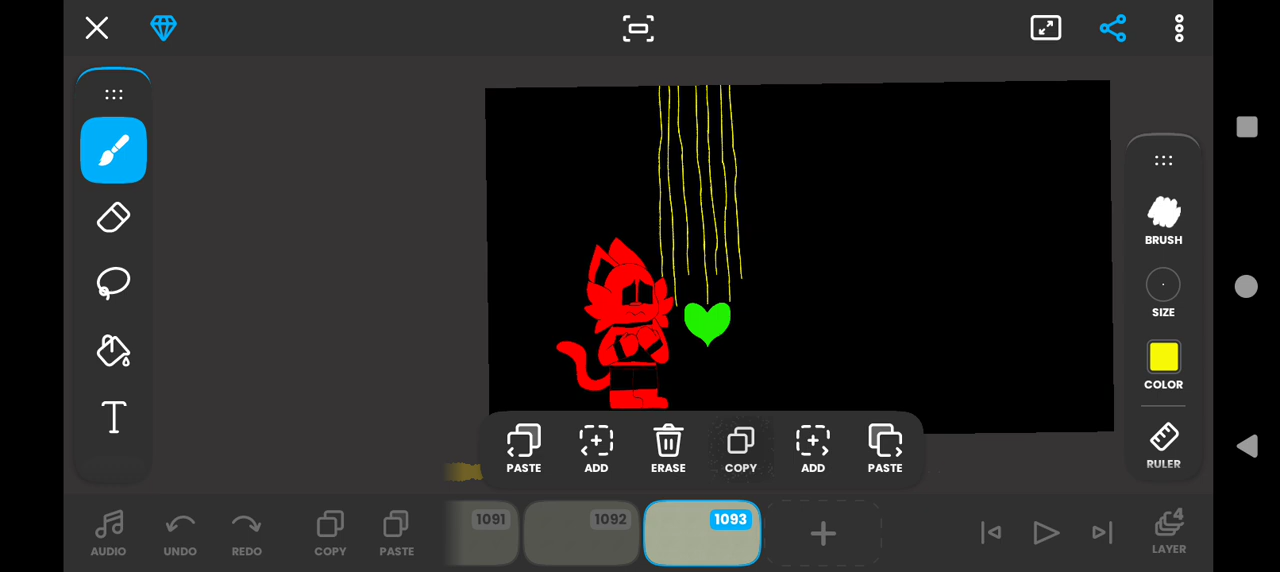 BRUSH
SIZE
COLOR
RULER
PASTE
ADD
ERASE
COPY
ADD
PASTE
1091
1092
1093
AUDIO
UNDO
REDO
COPY
PASTE
4
LAYER